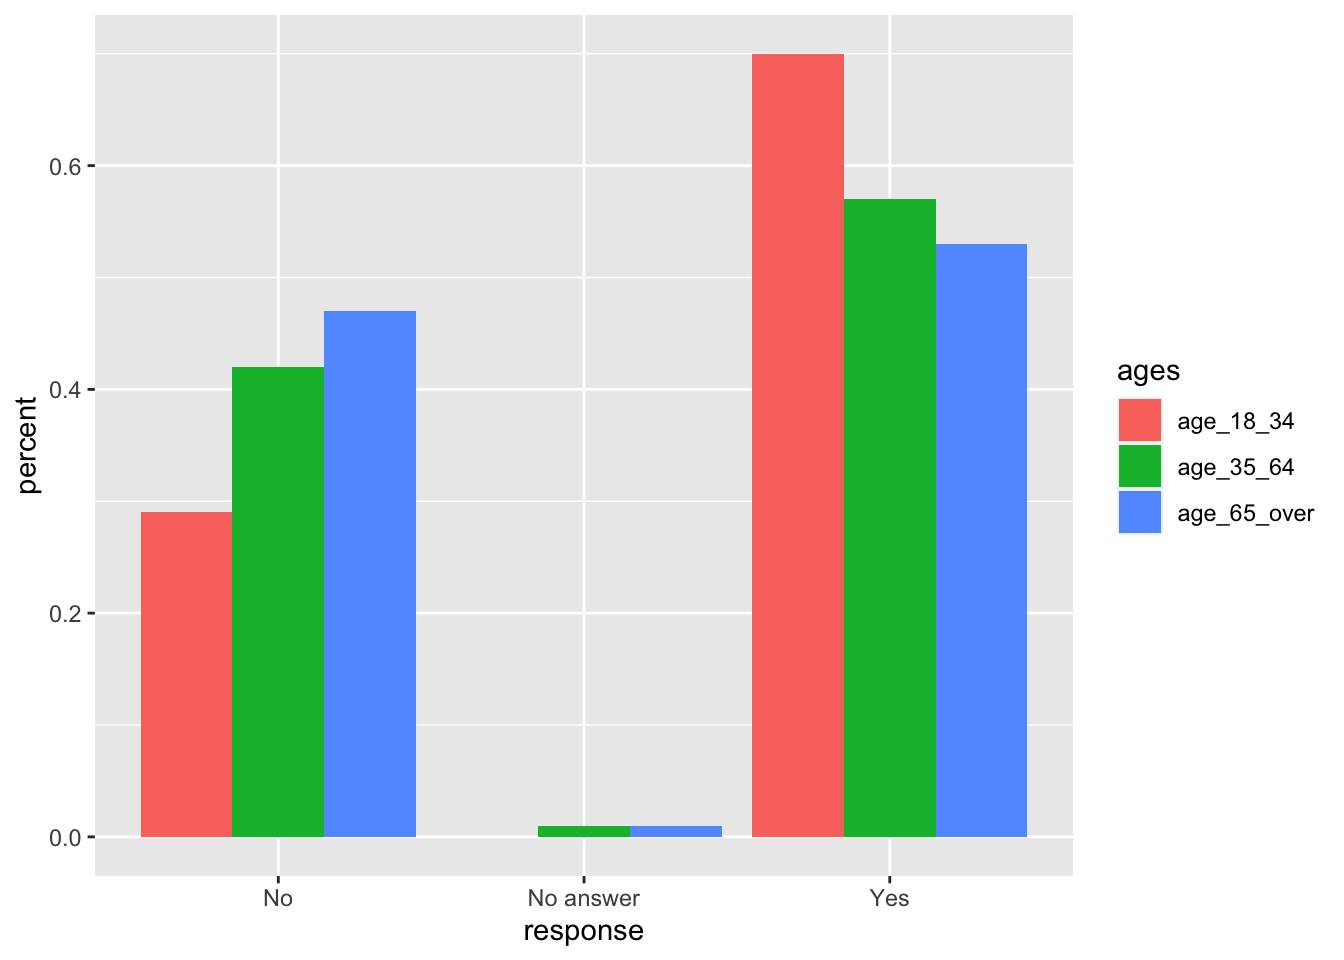 percent
0.6
0.4
0.2
0.0
No
No answer
Yes
response
ages
age_18_34
age_35_64
age_65_over